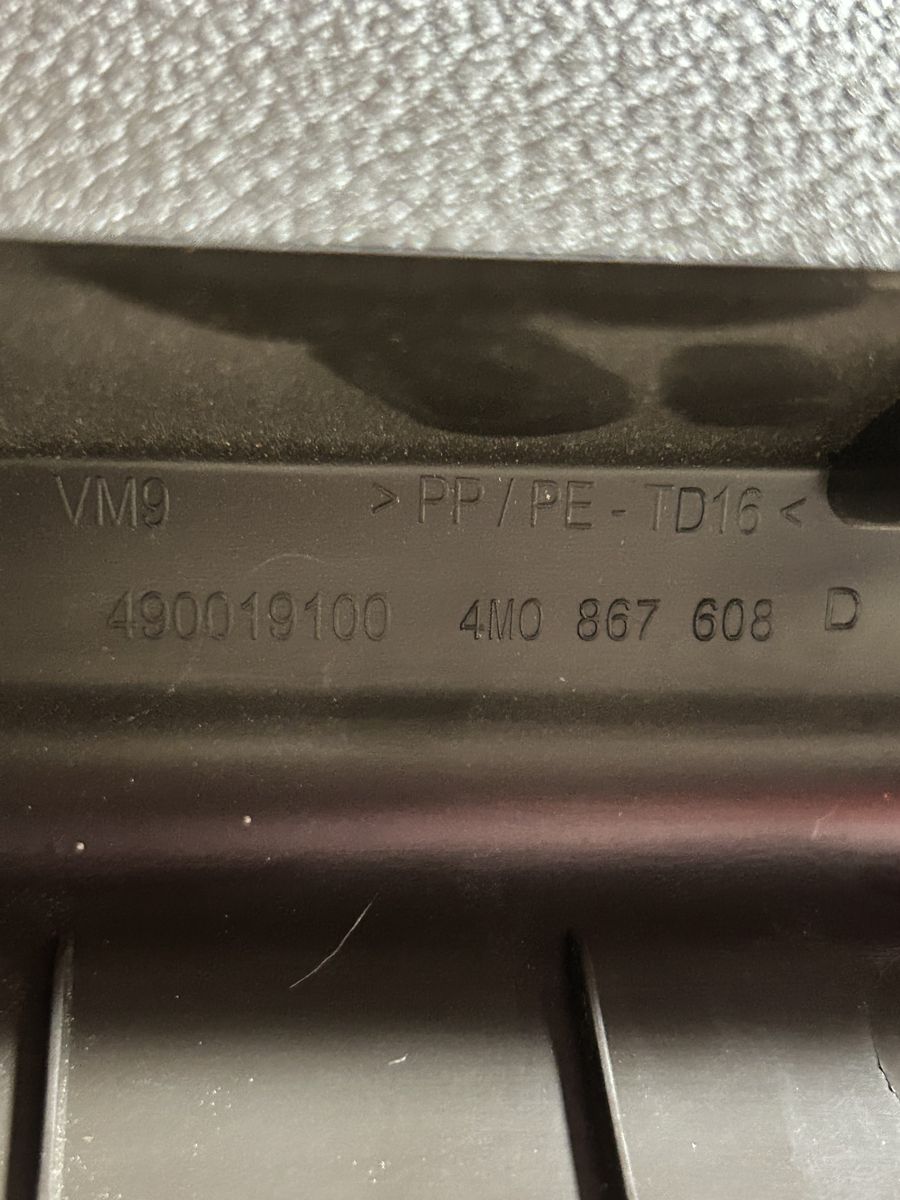 VM9 > PP / PE - TD16 <
490019100 4M0 867 608 D